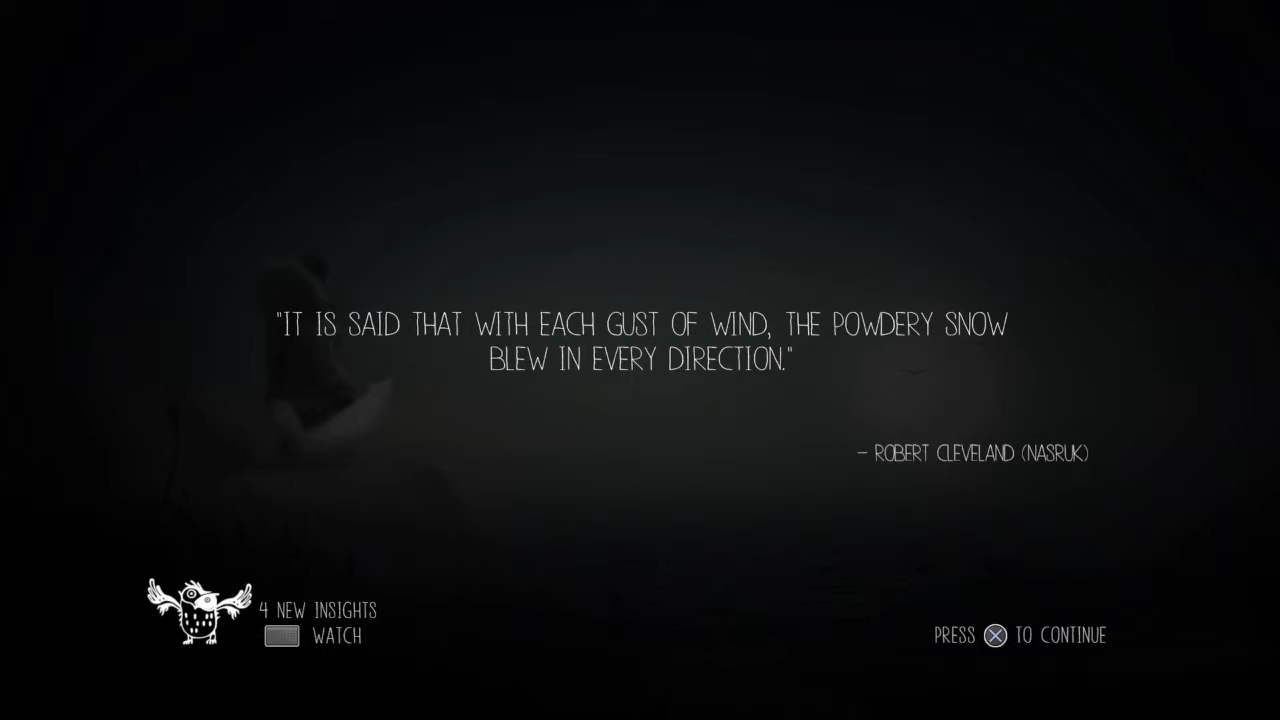 "IT IS SAID THAT WITH EACH GUST OF WIND, THE POWDERY SNOW
BLEW IN EVERY DIRECTION."
– ROBERT CLEVELAND (NASRUK)
4 NEW INSIGHTS
WATCH
PRESS TO CONTINUE